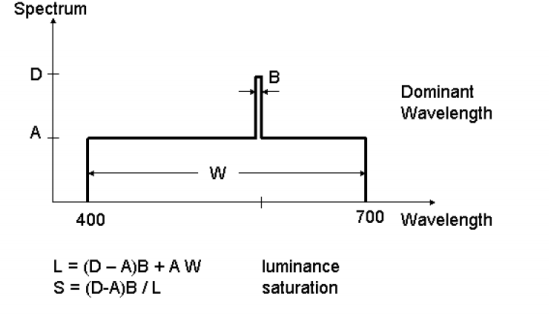 Spectrum
D
B
Dominant
Wavelength
A
W
400
700 Wavelength
L = (D – A)B + A W luminance
S = (D-A)B / L saturation